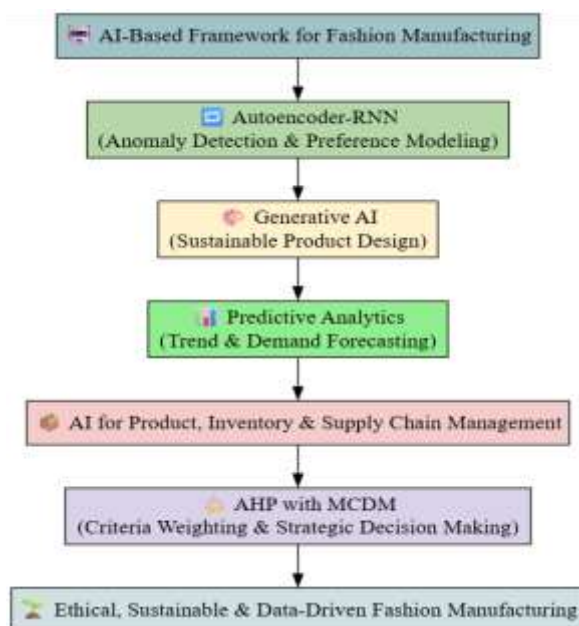 AI-Based Framework for Fashion Manufacturing
Autoencoder-RNN
(Anomaly Detection & Preference Modeling)
Generative AI
(Sustainable Product Design)
Predictive Analytics
(Trend & Demand Forecasting)
AI for Product, Inventory & Supply Chain Management
AHP with MCDM
(Criteria Weighting & Strategic Decision Making)
Ethical, Sustainable & Data-Driven Fashion Manufacturing